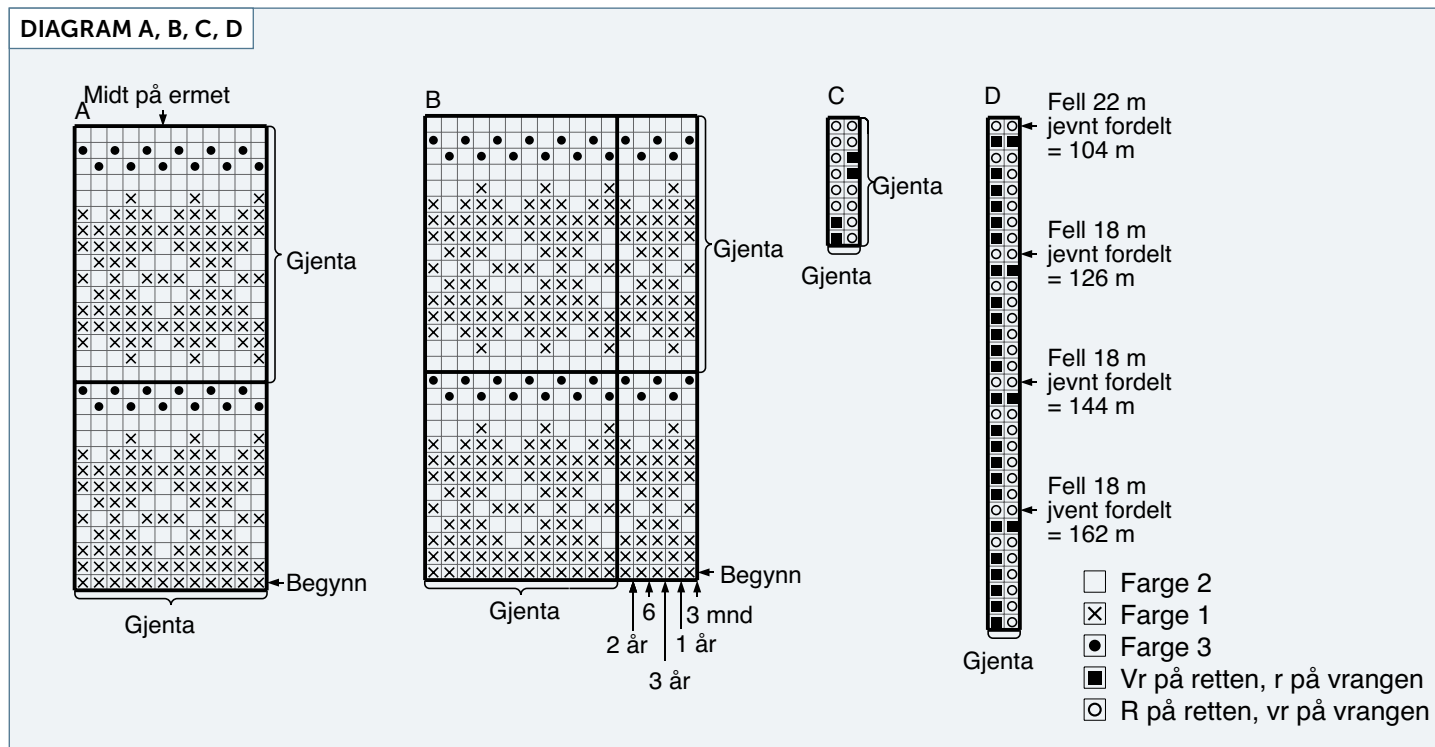 DIAGRAM A, B, C, D
Midt på ermet
A
Gjenta
Begynn
Gjenta
B
Gjenta
Begynn
Gjenta
2 år
6
3 år
1 år
3 mnd
C
Gjenta
Gjenta
D
Fell 22 m
jevnt fordelt
= 104 m
Fell 18 m
jevnt fordelt
= 126 m
Fell 18 m
jevnt fordelt
= 144 m
Fell 18 m
jvent fordelt
= 162 m
Gjenta
Farge 2
Farge 1
Farge 3
Vr på retten, r på vrangen
R på retten, vr på vrangen